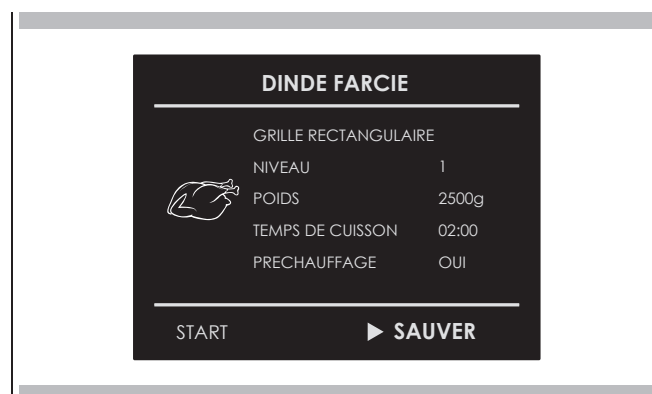 DINDE FARCIE
GRILLE RECTANGULAIRE
NIVEAU 1
POIDS 2500g
TEMPS DE CUISSON 02:00
PRECHAUFFAGE OUI
START ▶ SAUVER